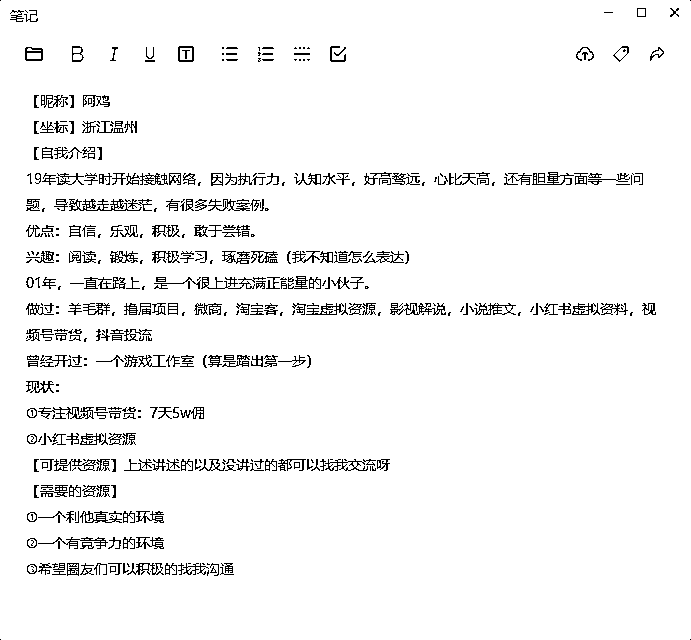 笔记
【昵称】阿鸡
【坐标】浙江温州
【自我介绍】
19年读大学时开始接触网络，因为执行力，认知水平，好高骛远，心比天高，还有胆量方面等一些问
题，导致越走越迷茫，有很多失败案例。
优点：自信，乐观，积极，敢于尝错。
兴趣：阅读，锻炼，积极学习，琢磨死磕（我不知道怎么表达）
01年，一直在路上，是一个很上进充满正能量的小伙子。
做过：羊毛群，撸届项目，微商，淘宝客，淘宝虚拟资源，影视解说，小说推文，小红书虚拟资料，视
频号带货，抖音投流
曾经开过：一个游戏工作室（算是踏出第一步）
现状：
①专注视频号带货：7天5w佣
②小红书虚拟资源
【可提供资源】上述讲述的以及没讲过的都可以找我交流呀
【需要的资源】
①一个利他真实的环境
②一个有竞争力的环境
③希望圈友们可以积极的找我沟通